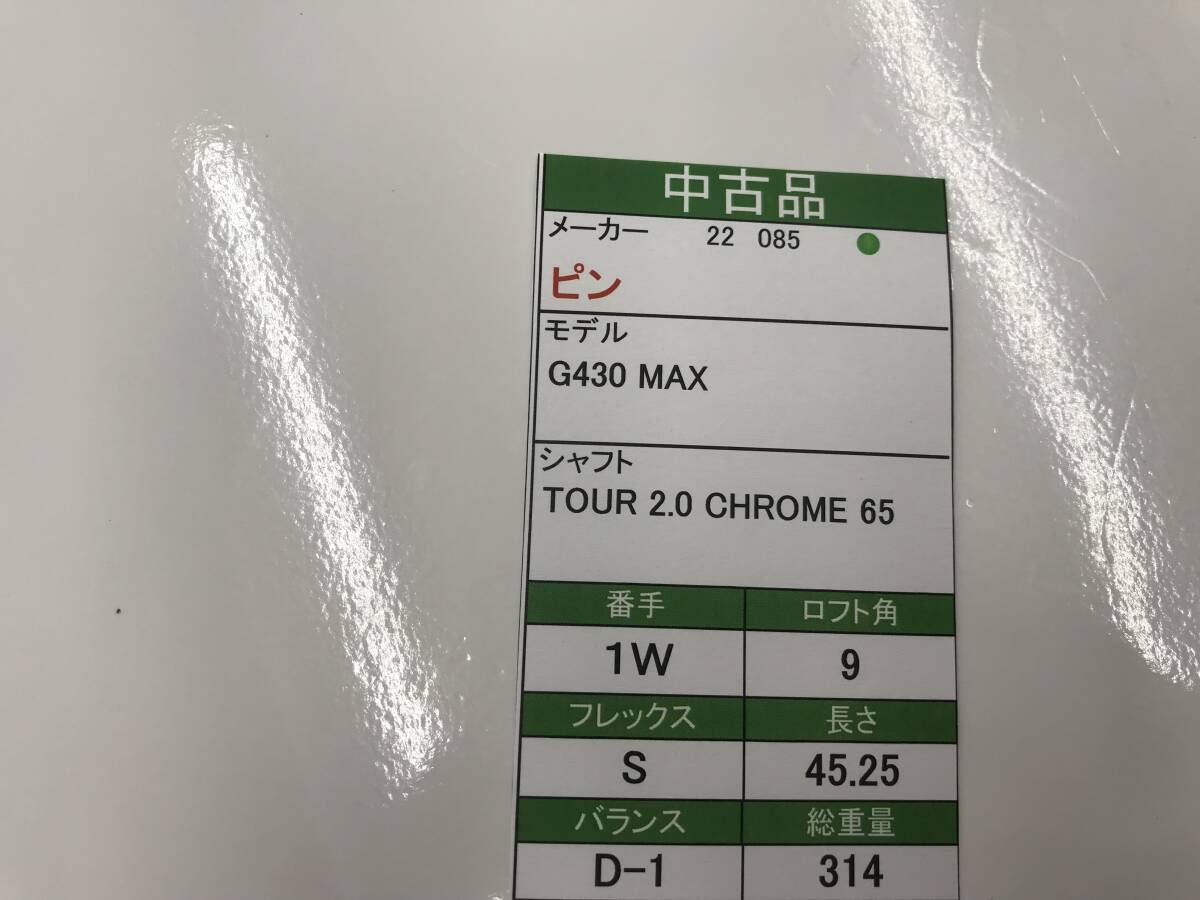 中古品
メーカー 22 085
ピン
モデル
G430 MAX
シャフト
TOUR 2.0 CHROME 65
番手 ロフト角
1W 9
フレックス 長さ
S 45.25
バランス 総重量
D-1 314